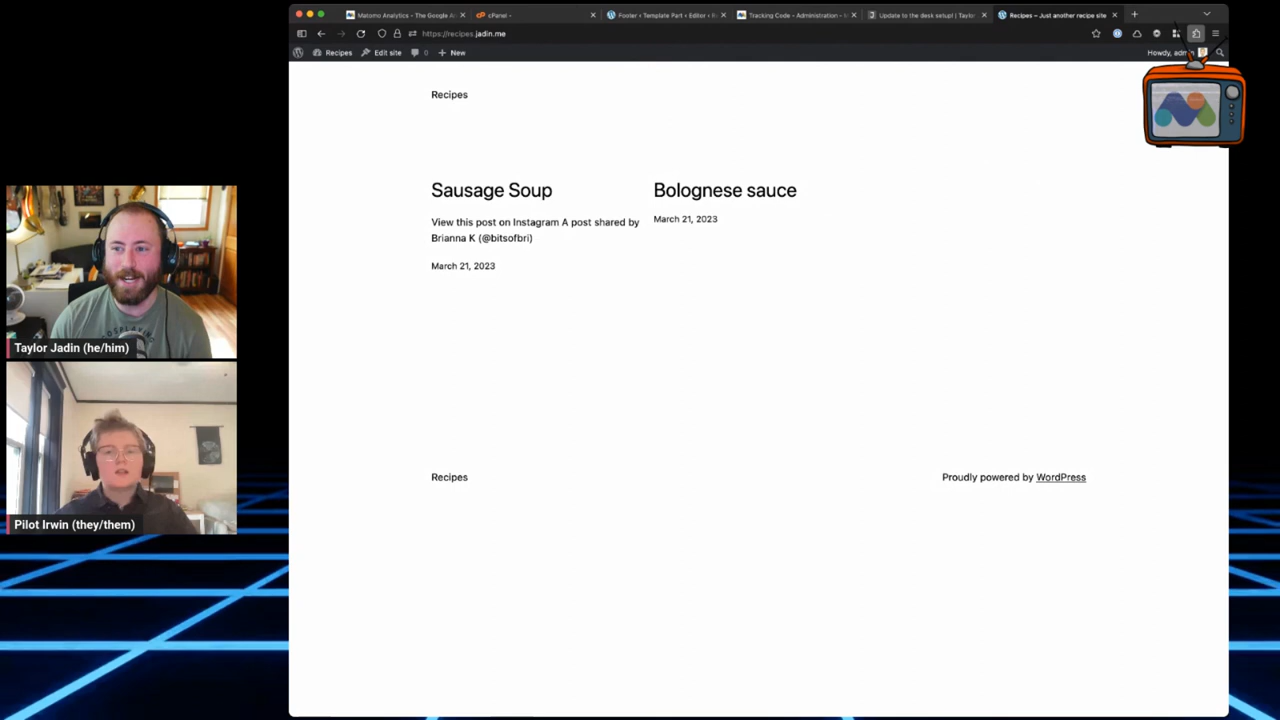 Matomo Analytics - The Google A
cPanel -
Footer ‹ Template Part ‹ Editor ‹ R
Tracking Code - Administration - M
Update to the desk setup! | Taylor
Recipes – Just another recipe site
https://recipes.jadin.me
Recipes
Edit site
0
New
Howdy, adm
Recipes
Sausage Soup
Bolognese sauce
View this post on Instagram A post shared by
Brianna K (@bitsofbri)
March 21, 2023
March 21, 2023
Taylor Jadin (he/him)
Pilot Irwin (they/them)
Recipes
Proudly powered by WordPress